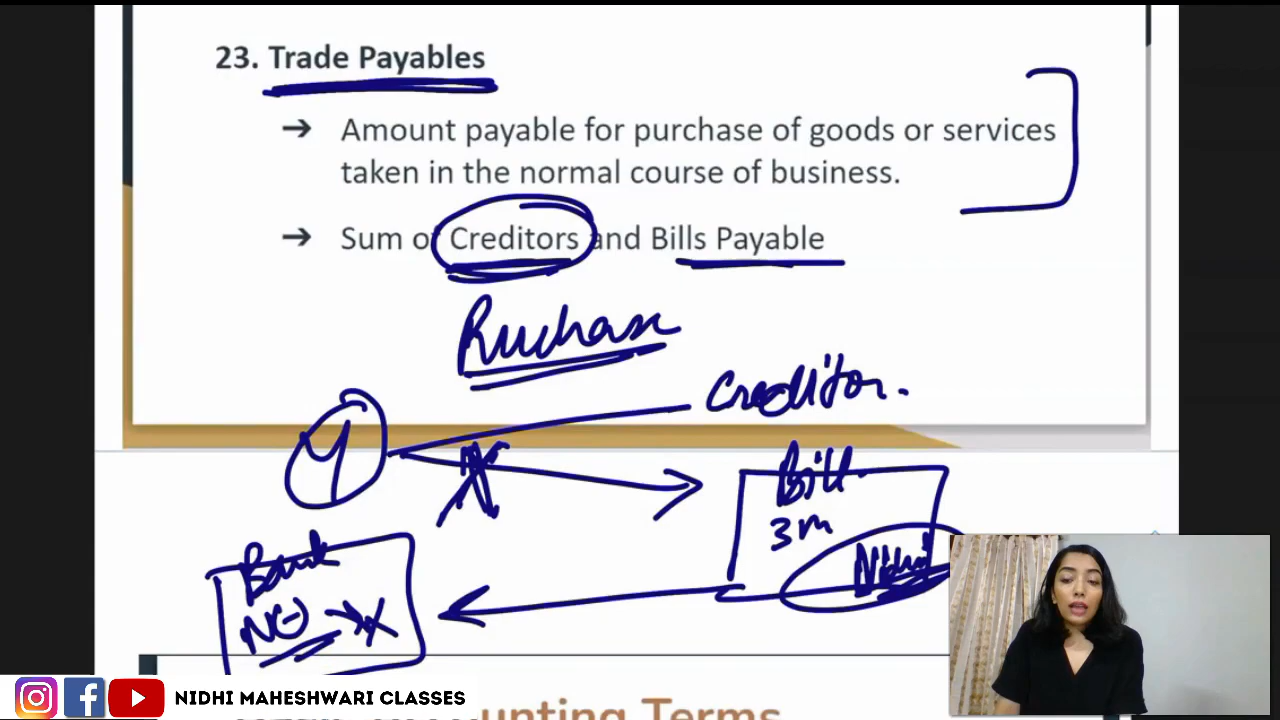 23. Trade Payables
➔ Amount payable for purchase of goods or services
taken in the normal course of business.
➔ Sum of Creditors and Bills Payable
Purchase
Creditor.
Y
Bill
3m
Nidhi
Bank
NIDHI MAHESHWARI CLASSES
unting Terms